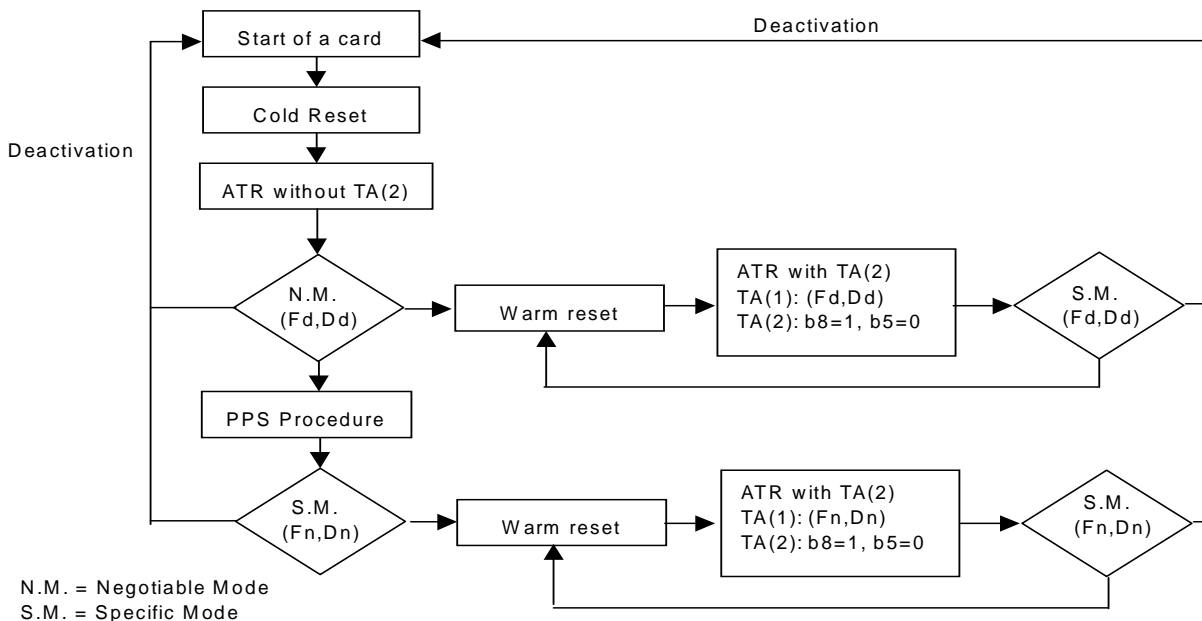 Deactivation
Start of a card
Cold Reset
Deactivation
ATR without TA(2)
N.M.
(Fd,Dd)
Warm reset
ATR with TA(2)
TA(1): (Fd,Dd)
TA(2): b8=1, b5=0
S.M.
(Fd,Dd)
PPS Procedure
S.M.
(Fn,Dn)
Warm reset
ATR with TA(2)
TA(1): (Fn,Dn)
TA(2): b8=1, b5=0
S.M.
(Fn,Dn)
N.M. = Negotiable Mode
S.M. = Specific Mode